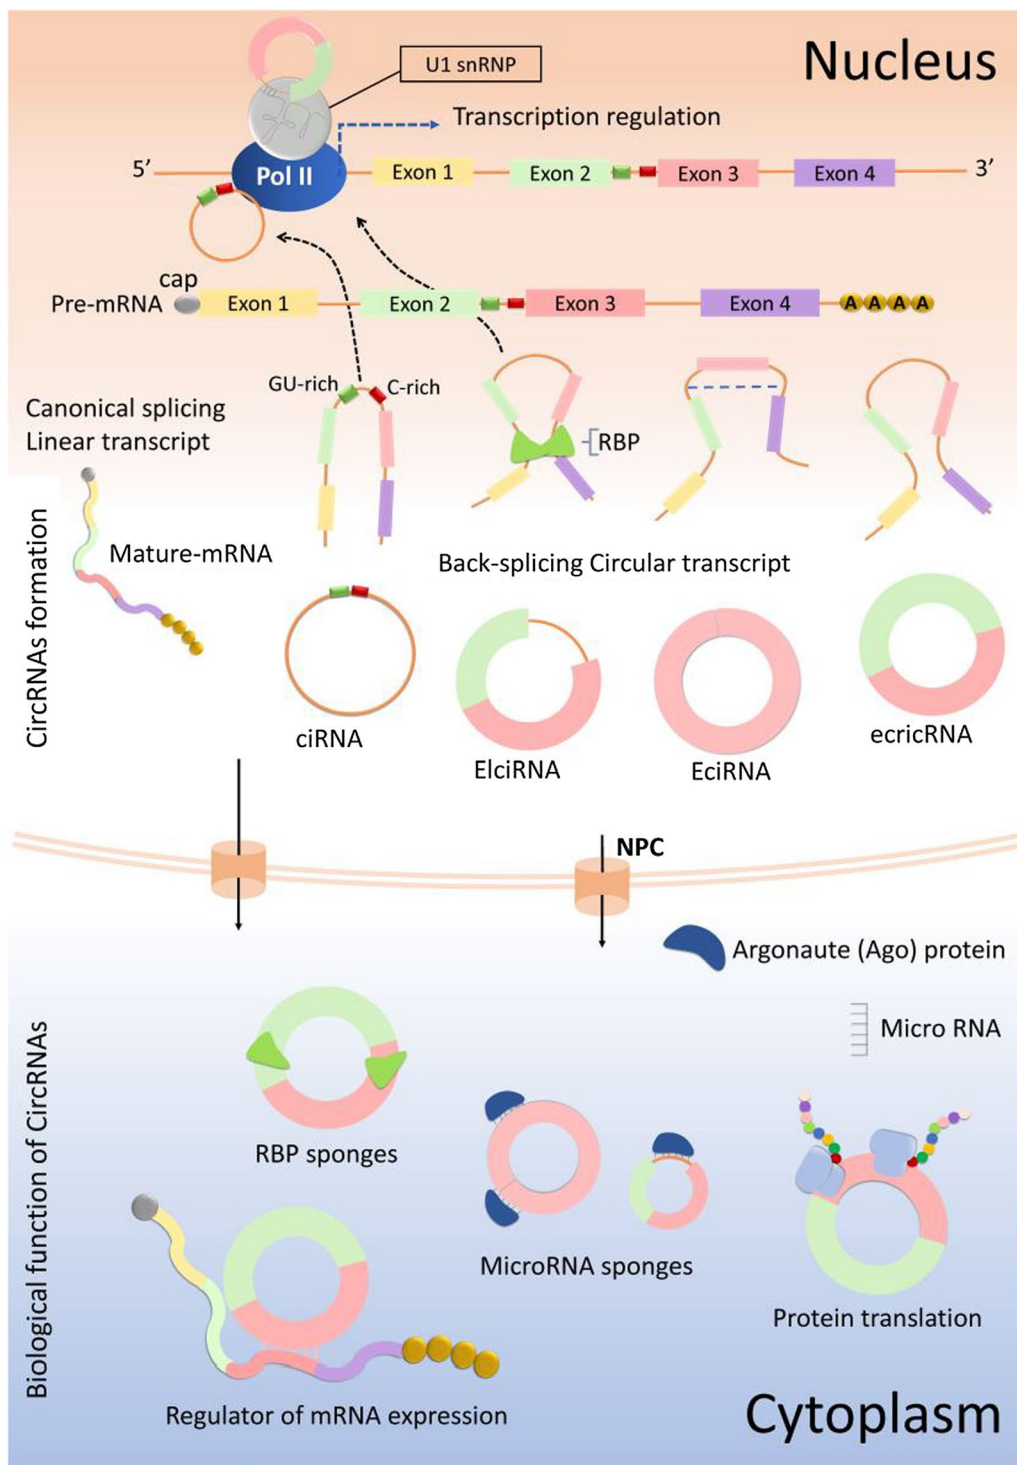 Nucleus
U1 snRNP
Transcription regulation
5’
Pol II
Exon 1
Exon 2
Exon 3
Exon 4
3’
cap
Pre-mRNA
Exon 1
Exon 2
Exon 3
Exon 4
A A A A
GU-rich
C-rich
Canonical splicing
Linear transcript
RBP
Mature-mRNA
Back-splicing Circular transcript
CircRNAs formation
ciRNA
ElciRNA
EciRNA
ecricRNA
NPC
Argonaute (Ago) protein
Micro RNA
Biological function of CircRNAs
RBP sponges
MicroRNA sponges
Protein translation
Regulator of mRNA expression
Cytoplasm